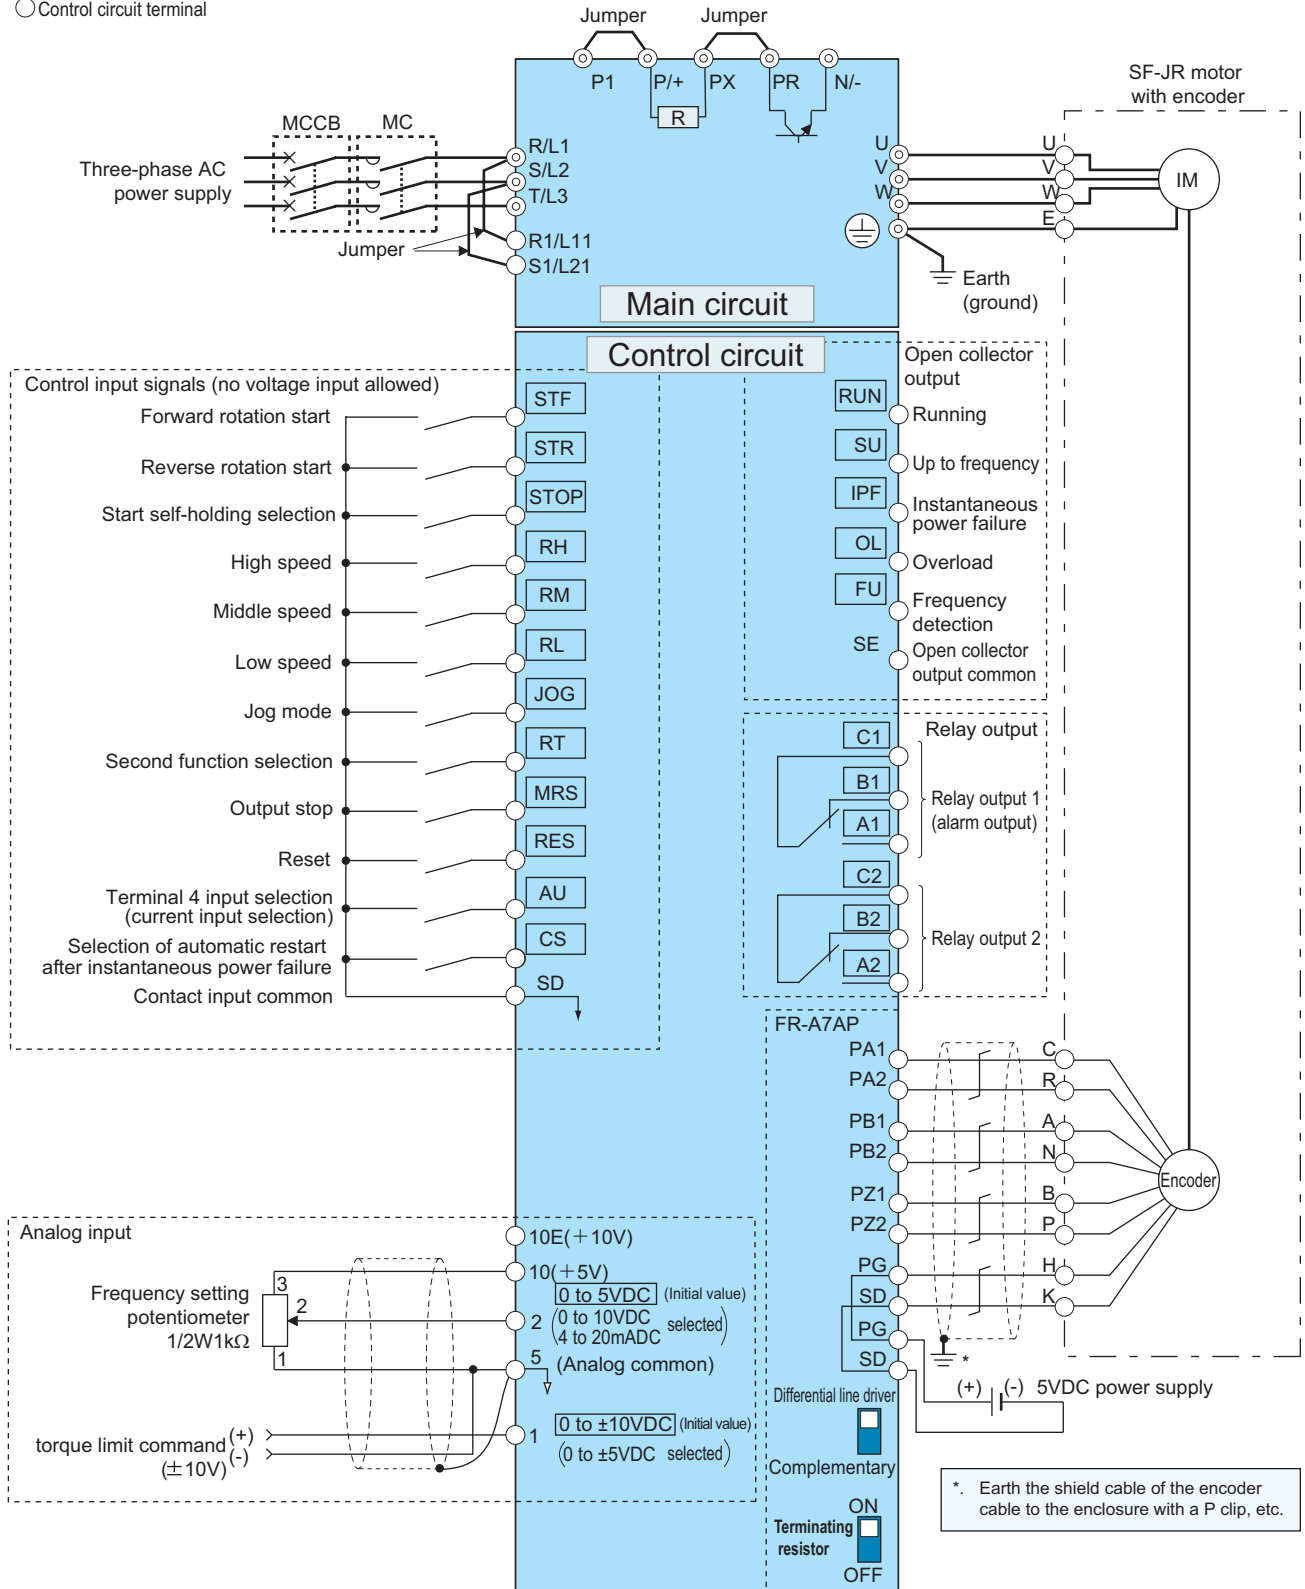 Control circuit terminal
Jumper
Jumper
P1
P/+
PX
PR
N/-
R
SF-JR motor
with encoder
MCCB
MC
Three-phase AC
power supply
R/L1
S/L2
T/L3
Jumper
R1/L11
S1/L21
U
V
W
U
V
W
E
IM
Earth
(ground)
Main circuit
Control circuit
Control input signals (no voltage input allowed)
Forward rotation start
STF
Reverse rotation start
STR
Start self-holding selection
STOP
High speed
RH
Middle speed
RM
Low speed
RL
Jog mode
JOG
Second function selection
RT
Output stop
MRS
Reset
RES
Terminal 4 input selection
(current input selection)
AU
Selection of automatic restart
after instantaneous power failure
CS
Contact input common
SD
Open collector
output
RUN
Running
SU
Up to frequency
IPF
Instantaneous
power failure
OL
Overload
FU
Frequency
detection
SE
Open collector
output common
Relay output
C1
B1
A1
Relay output 1
(alarm output)
C2
B2
A2
Relay output 2
FR-A7AP
PA1
C
PA2
R
PB1
A
PB2
N
PZ1
B
PZ2
P
PG
H
SD
K
PG
SD
Encoder
*
(+)
(-)
5VDC power supply
Differential line driver
Complementary
ON
Terminating
resistor
OFF
Analog input
Frequency setting
potentiometer
1/2W1kΩ
3
2
1
10E(+10V)
10(+5V)
0 to 5VDC (Initial value)
2
(0 to 10VDC
4 to 20mADC selected)
5
(Analog common)
torque limit command
(±10V)
(+)
(-)
1
0 to ±10VDC (Initial value)
(0 to ±5VDC selected)
*. Earth the shield cable of the encoder
cable to the enclosure with a P clip, etc.